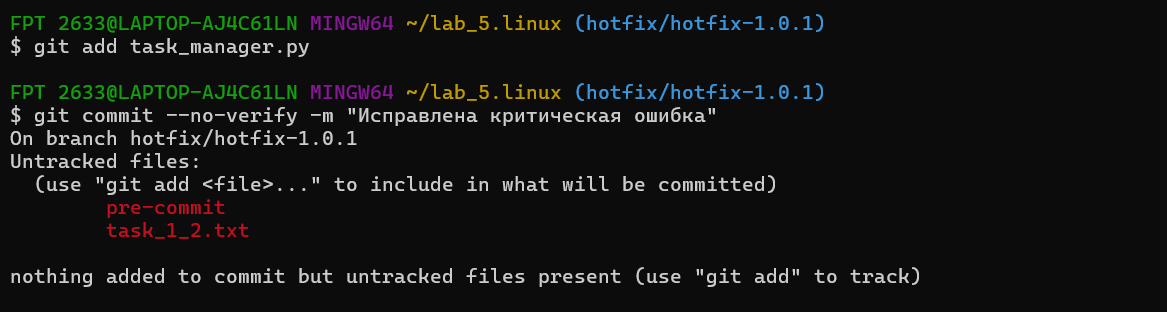 FPT 2633@LAPTOP-AJ4C61LN MINGW64 ~/lab_5.linux (hotfix/hotfix-1.0.1)
$ git add task_manager.py
FPT 2633@LAPTOP-AJ4C61LN MINGW64 ~/lab_5.linux (hotfix/hotfix-1.0.1)
$ git commit --no-verify -m "Исправлена критическая ошибка"
On branch hotfix/hotfix-1.0.1
Untracked files:
(use "git add <file>..." to include in what will be committed)
pre-commit
task_1_2.txt
nothing added to commit but untracked files present (use "git add" to track)